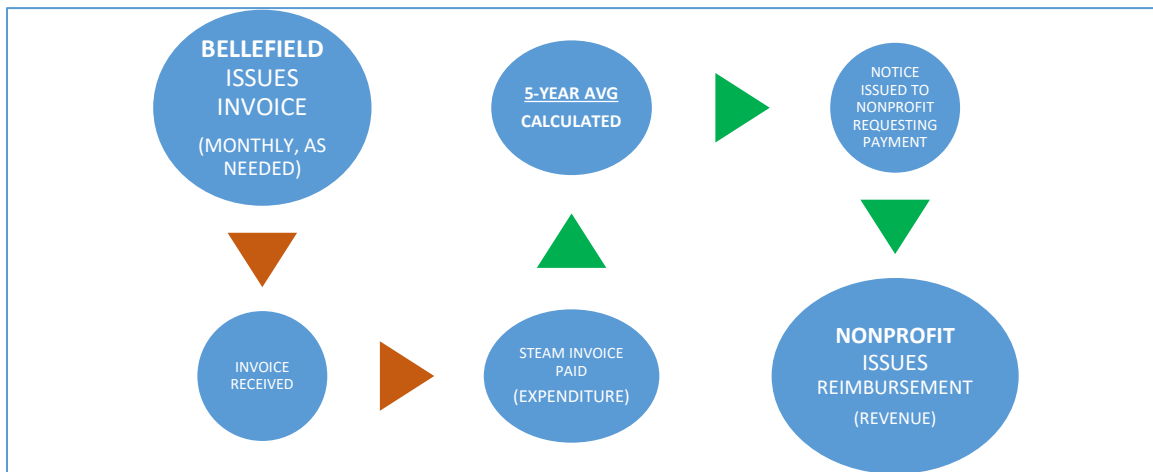 BELLEFIELD
ISSUES
INVOICE
(MONTHLY, AS
NEEDED)
INVOICE
RECEIVED
STEAM INVOICE
PAID
(EXPENDITURE)
5-YEAR AVG
CALCULATED
NOTICE
ISSUED TO
NONPROFIT
REQUESTING
PAYMENT
NONPROFIT
ISSUES
REIMBURSEMENT
(REVENUE)